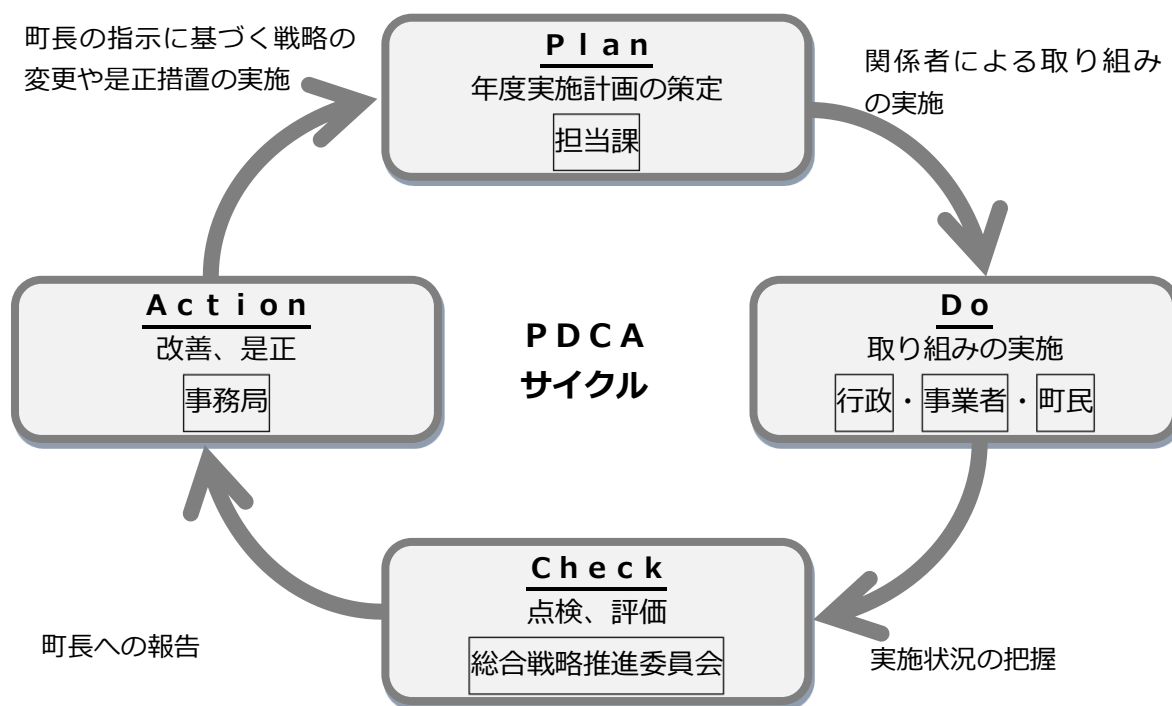 町長の指示に基づく戦略の
変更や是正措置の実施
Ｐｌａｎ
年度実施計画の策定
担当課
関係者による取り組み
の実施
Ａｃｔｉｏｎ
改善、是正
事務局
ＰＤＣＡ
サイクル
Ｄｏ
取り組みの実施
行政・事業者・町民
Ｃｈｅｃｋ
点検、評価
総合戦略推進委員会
町長への報告
実施状況の把握